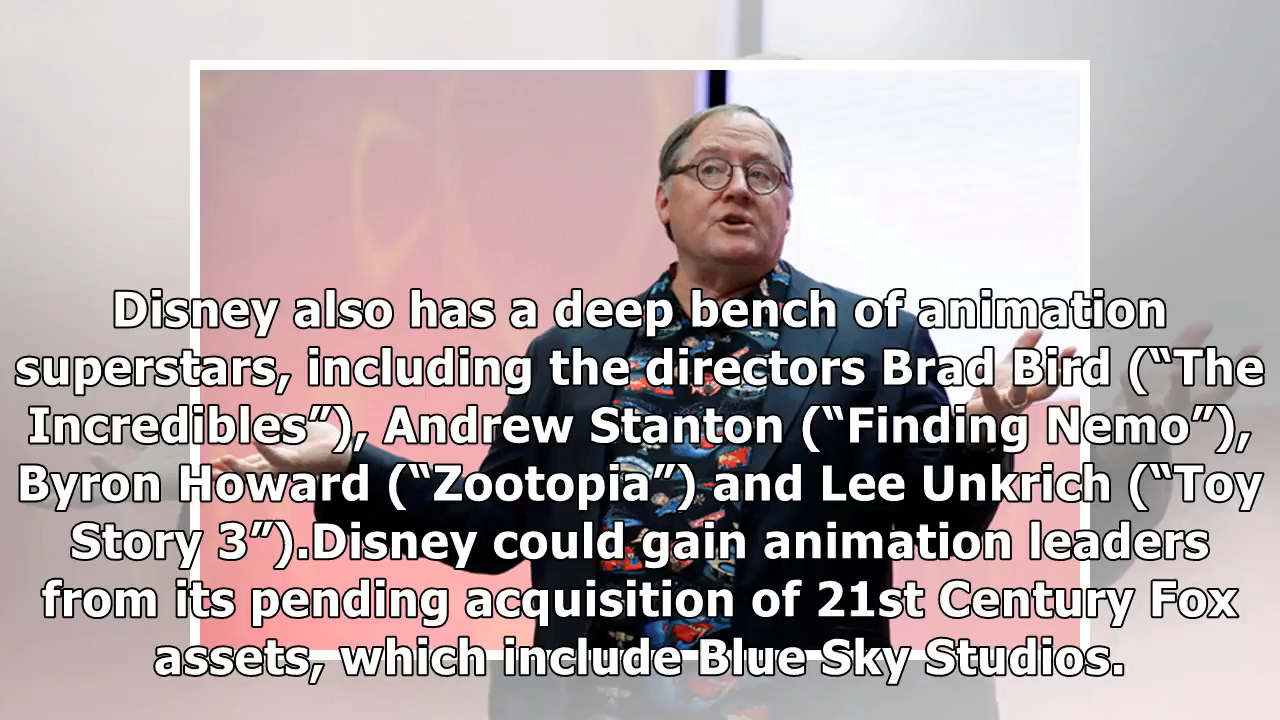 Disney also has a deep bench of animation
superstars, including the directors Brad Bird (“The
Incredibles”), Andrew Stanton (“Finding Nemo”),
Byron Howard (“Zootopia”) and Lee Unkrich (“Toy
Story 3”).Disney could gain animation leaders
from its pending acquisition of 21st Century Fox
assets, which include Blue Sky Studios.